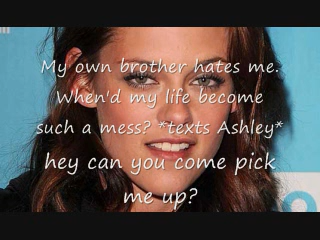 My own brother hates me.
When'd my life become
such a mess? *texts Ashley*
hey can you come pick
me up?